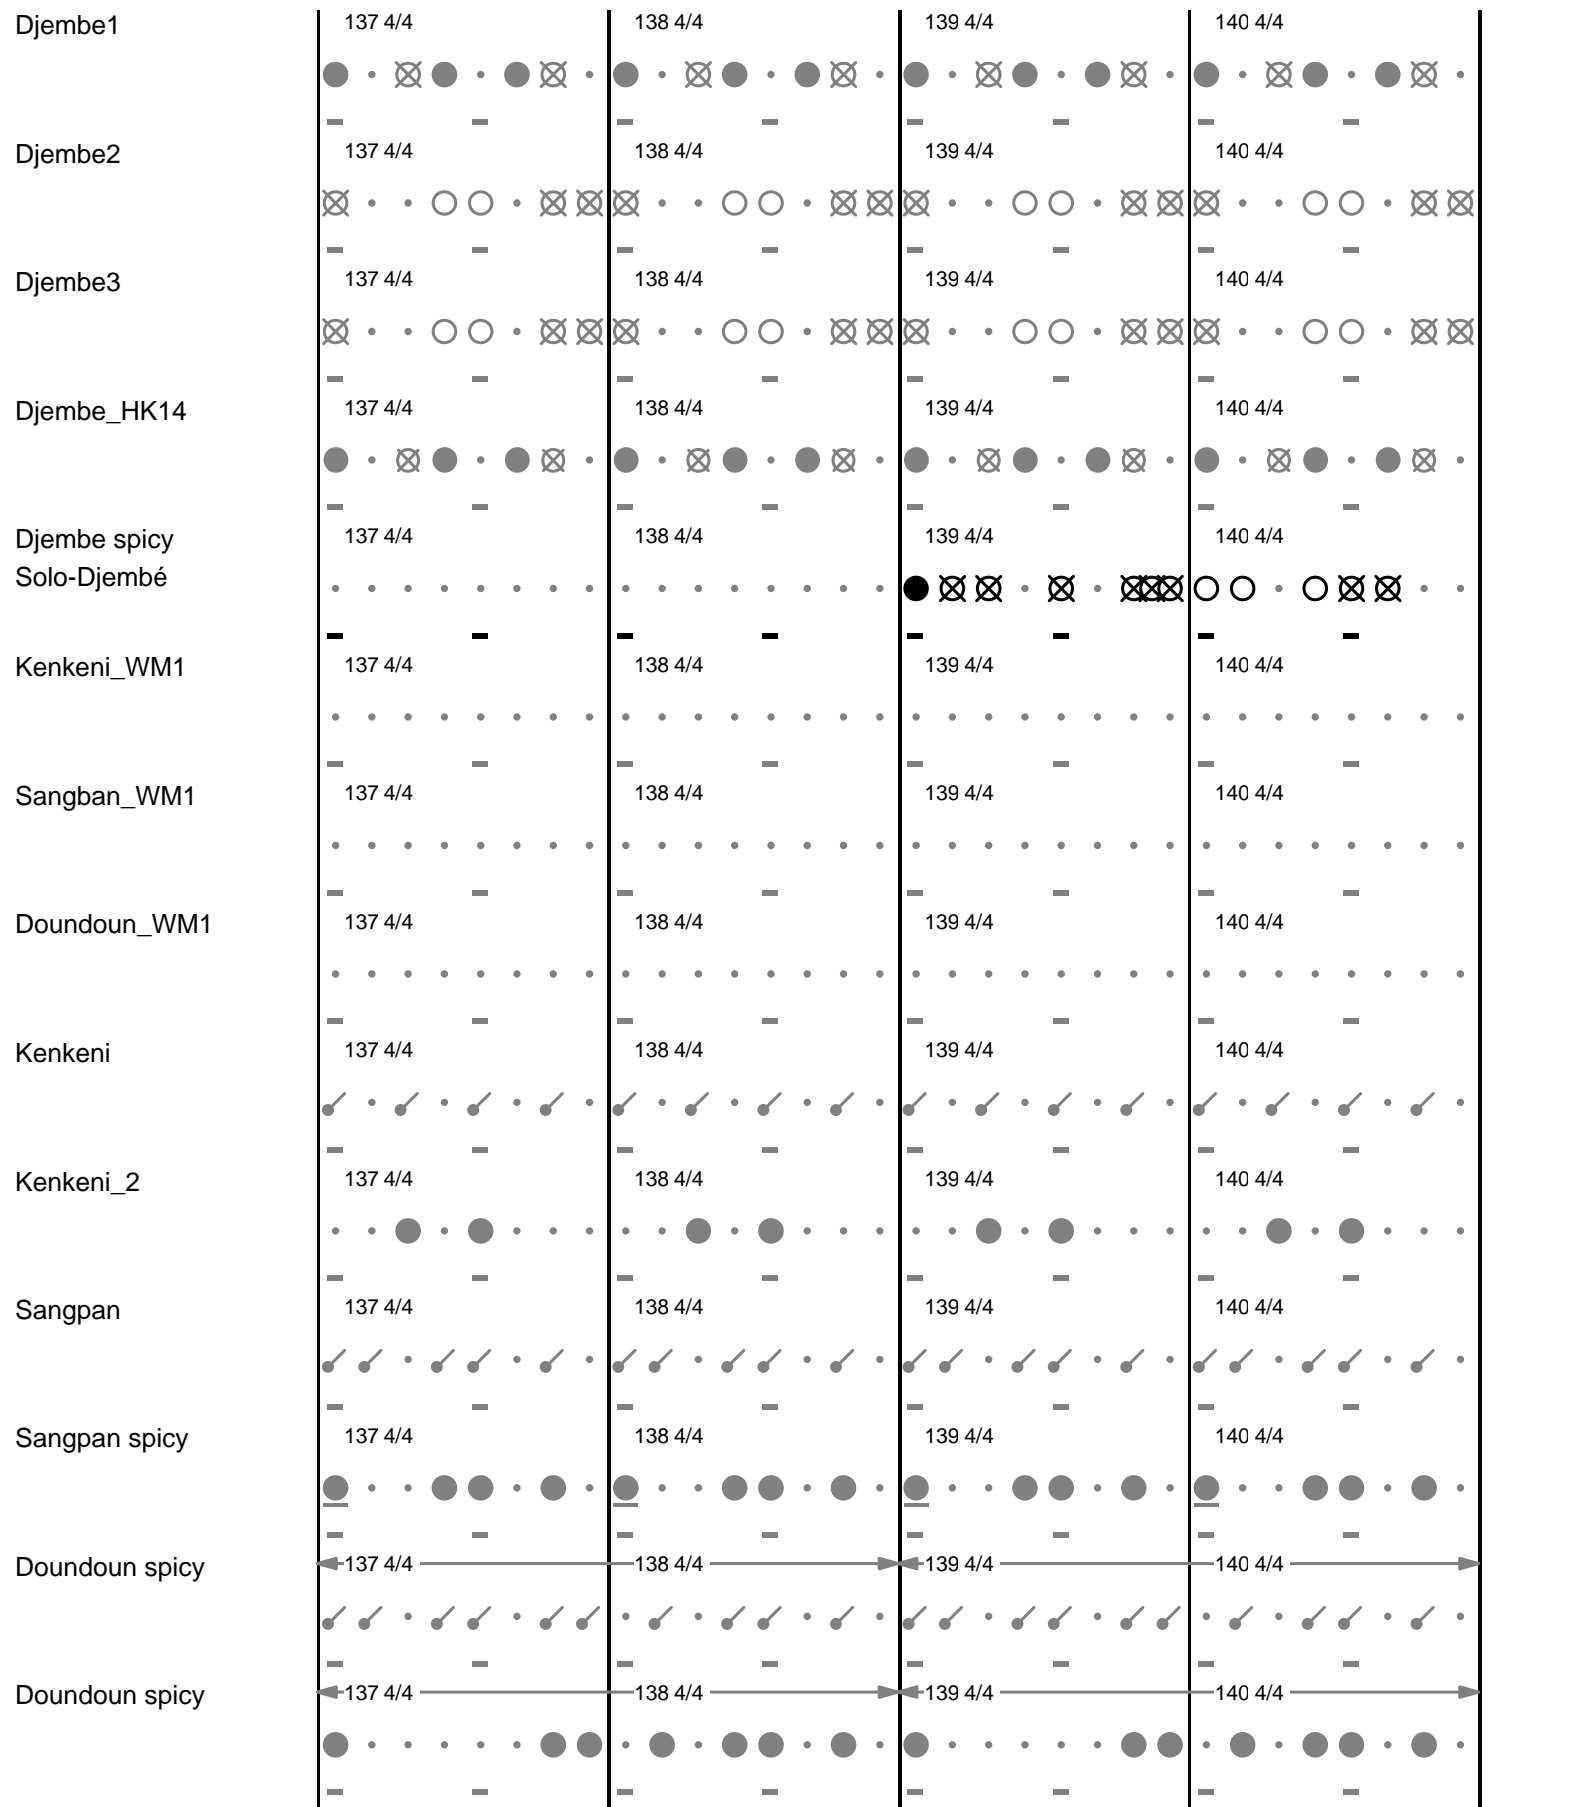 Djembe1 137 4/4 138 4/4 139 4/4 140 4/4
Djembe2 137 4/4 138 4/4 139 4/4 140 4/4
Djembe3 137 4/4 138 4/4 139 4/4 140 4/4
Djembe_HK14 137 4/4 138 4/4 139 4/4 140 4/4
Djembe spicy 137 4/4 138 4/4 139 4/4 140 4/4
Solo-Djembé
Kenkeni_WM1 137 4/4 138 4/4 139 4/4 140 4/4
Sangban_WM1 137 4/4 138 4/4 139 4/4 140 4/4
Doundoun_WM1 137 4/4 138 4/4 139 4/4 140 4/4
Kenkeni 137 4/4 138 4/4 139 4/4 140 4/4
Kenkeni_2 137 4/4 138 4/4 139 4/4 140 4/4
Sangpan 137 4/4 138 4/4 139 4/4 140 4/4
Sangpan spicy 137 4/4 138 4/4 139 4/4 140 4/4
Doundoun spicy 137 4/4 138 4/4 139 4/4 140 4/4
Doundoun spicy 137 4/4 138 4/4 139 4/4 140 4/4